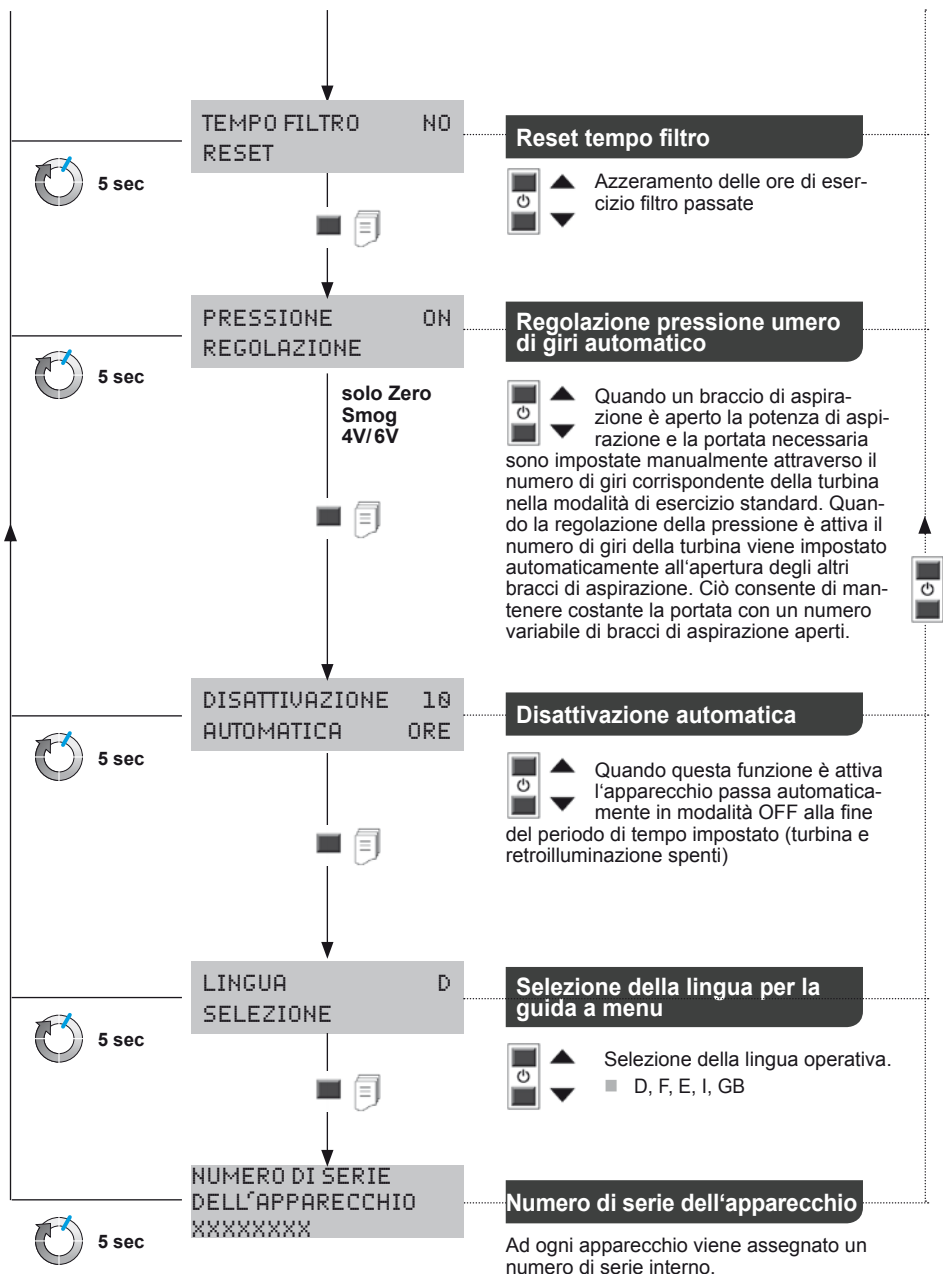 TEMPO FILTRO NO
RESET
5 sec
Reset tempo filtro
Azzeramento delle ore di eser-
cizio filtro passate
PRESSIONE ON
REGOLAZIONE
5 sec
solo Zero
Smog
4V/6V
Regolazione pressione umero
di giri automatico
Quando un braccio di aspira-
zione è aperto la potenza di aspi-
razione e la portata necessaria
sono impostate manualmente attraverso il
numero di giri corrispondente della turbina
nella modalità di esercizio standard. Quan-
do la regolazione della pressione è attiva il
numero di giri della turbina viene impostato
automaticamente all'apertura degli altri
bracci di aspirazione. Ciò consente di man-
tenere costante la portata con un numero
variabile di bracci di aspirazione aperti.
DISATTIVAZIONE 10
AUTOMATICA ORE
5 sec
Disattivazione automatica
Quando questa funzione è attiva
l'apparecchio passa automatica-
mente in modalità OFF alla fine
del periodo di tempo impostato (turbina e
retroilluminazione spenti)
LINGUA D
SELEZIONE
5 sec
Selezione della lingua per la
guida a menu
Selezione della lingua operativa.
D, F, E, I, GB
NUMERO DI SERIE
DELL'APPARECCHIO
XXXXXXXX
5 sec
Numero di serie dell'apparecchio
Ad ogni apparecchio viene assegnato un
numero di serie interno.